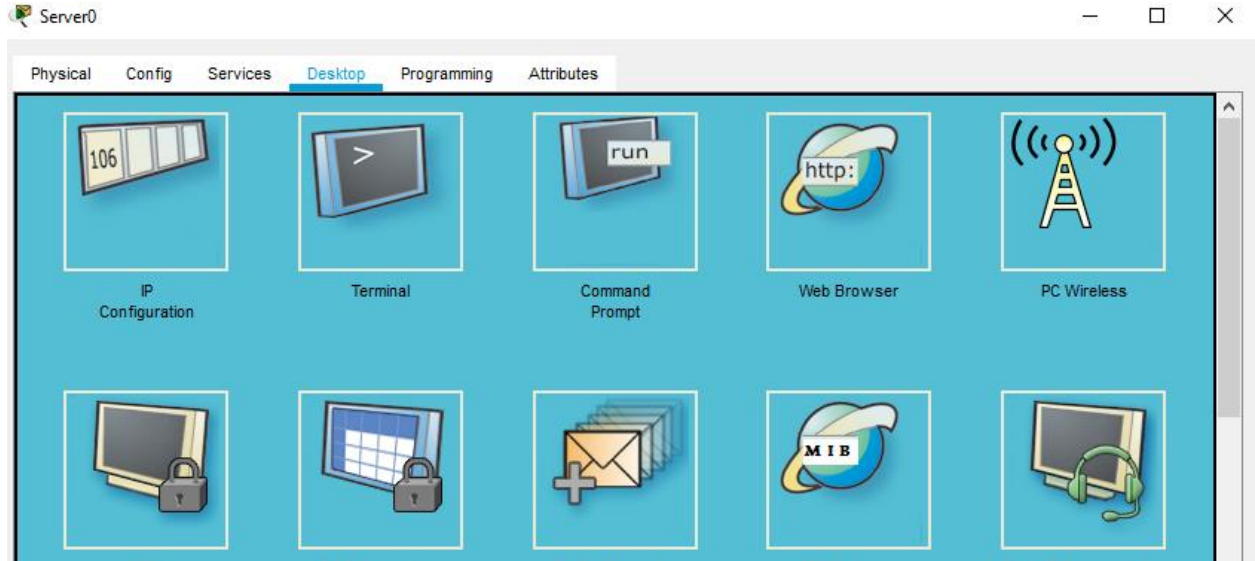 Server0
Physical Config Services Desktop Programming Attributes
106
>
run
http:
IP
Configuration
Terminal
Command
Prompt
Web Browser
PC Wireless
MIB